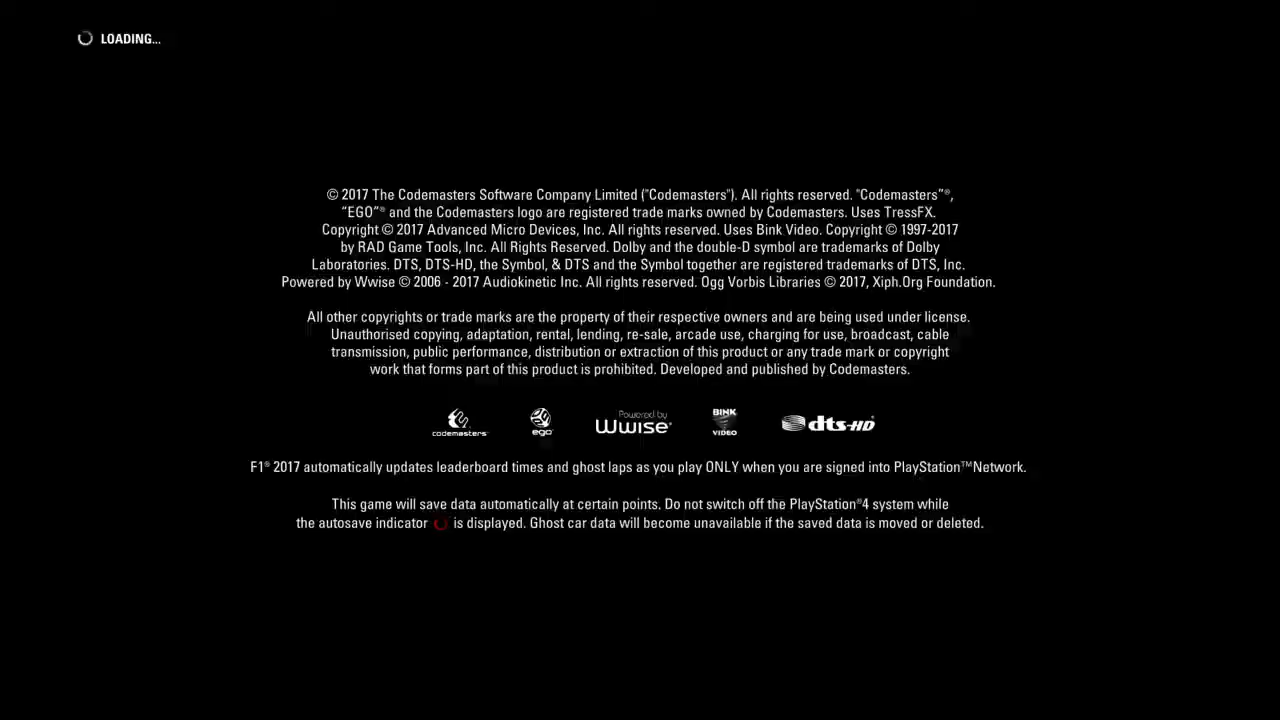 LOADING...
© 2017 The Codemasters Software Company Limited ("Codemasters"). All rights reserved. "Codemasters”®,
“EGO”® and the Codemasters logo are registered trade marks owned by Codemasters. Uses TressFX.
Copyright © 2017 Advanced Micro Devices, Inc. All rights reserved. Uses Bink Video. Copyright © 1997-2017
by RAD Game Tools, Inc. All Rights Reserved. Dolby and the double-D symbol are trademarks of Dolby
Laboratories. DTS, DTS-HD, the Symbol, & DTS and the Symbol together are registered trademarks of DTS, Inc.
Powered by Wwise © 2006 - 2017 Audiokinetic Inc. All rights reserved. Ogg Vorbis Libraries © 2017, Xiph.Org Foundation.
All other copyrights or trade marks are the property of their respective owners and are being used under license.
Unauthorised copying, adaptation, rental, lending, re-sale, arcade use, charging for use, broadcast, cable
transmission, public performance, distribution or extraction of this product or any trade mark or copyright
work that forms part of this product is prohibited. Developed and published by Codemasters.
codemasters
ego
Powered by
Wwise
BINK
VIDEO
dts-HD
F1® 2017 automatically updates leaderboard times and ghost laps as you play ONLY when you are signed into PlayStation™Network.
This game will save data automatically at certain points. Do not switch off the PlayStation®4 system while
the autosave indicator is displayed. Ghost car data will become unavailable if the saved data is moved or deleted.